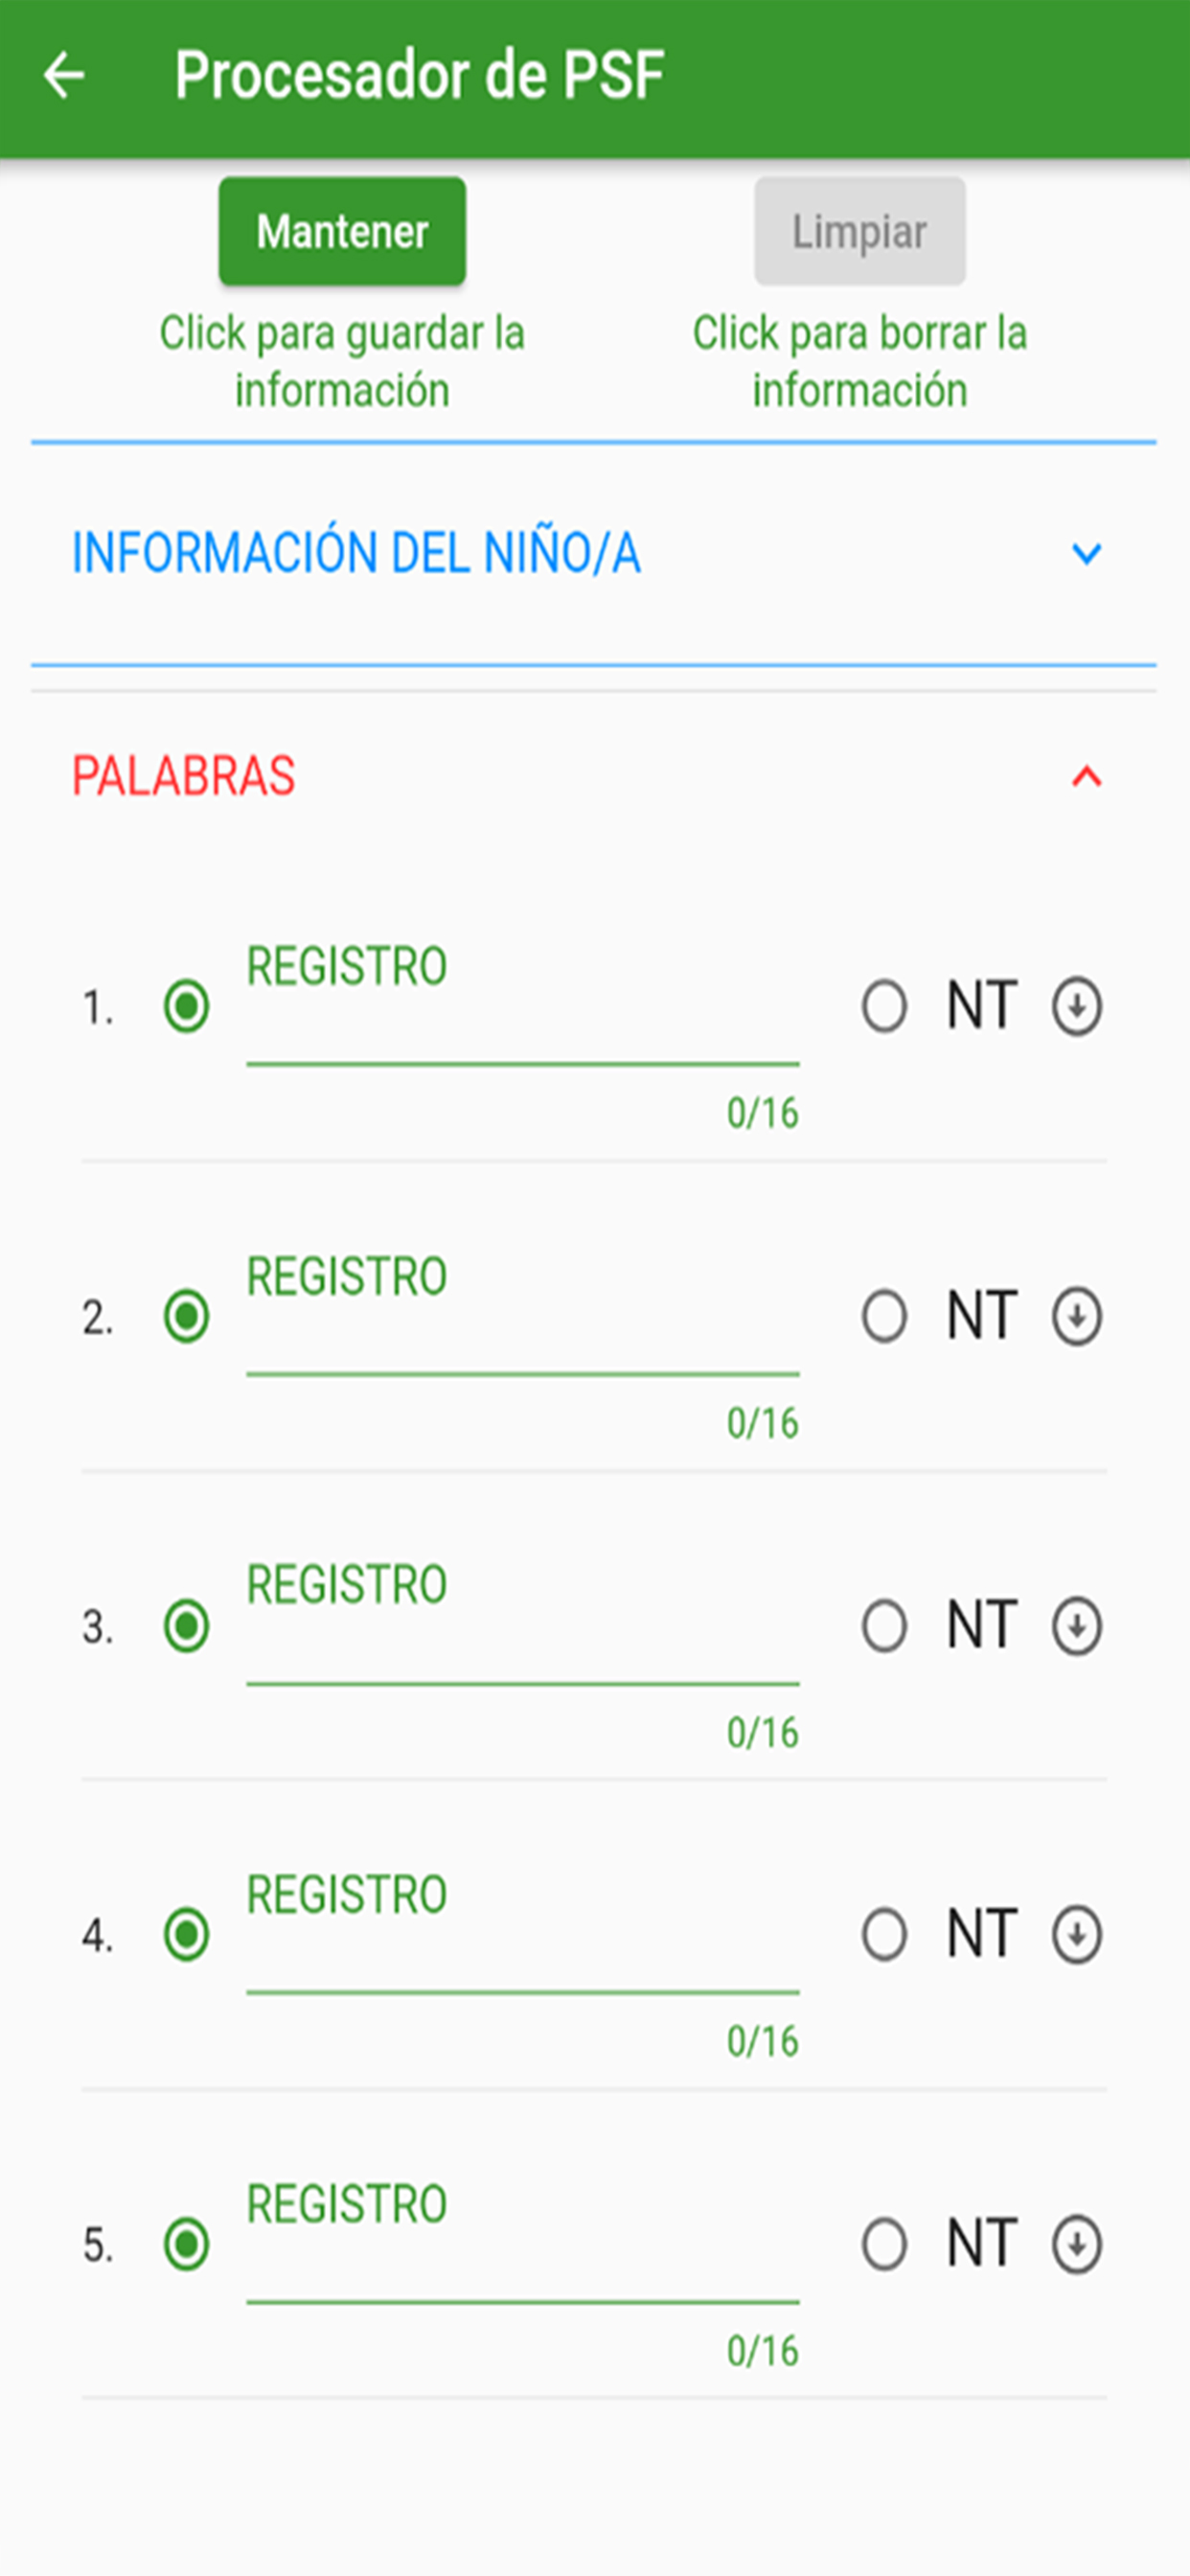 Procesador de PSF
Mantener
Limpiar
Click para guardar la
información
Click para borrar la
información
INFORMACIÓN DEL NIÑO/A
PALABRAS
REGISTRO
1.
NT
0/16
REGISTRO
2.
NT
0/16
REGISTRO
3.
NT
0/16
REGISTRO
4.
NT
0/16
REGISTRO
5.
NT
0/16